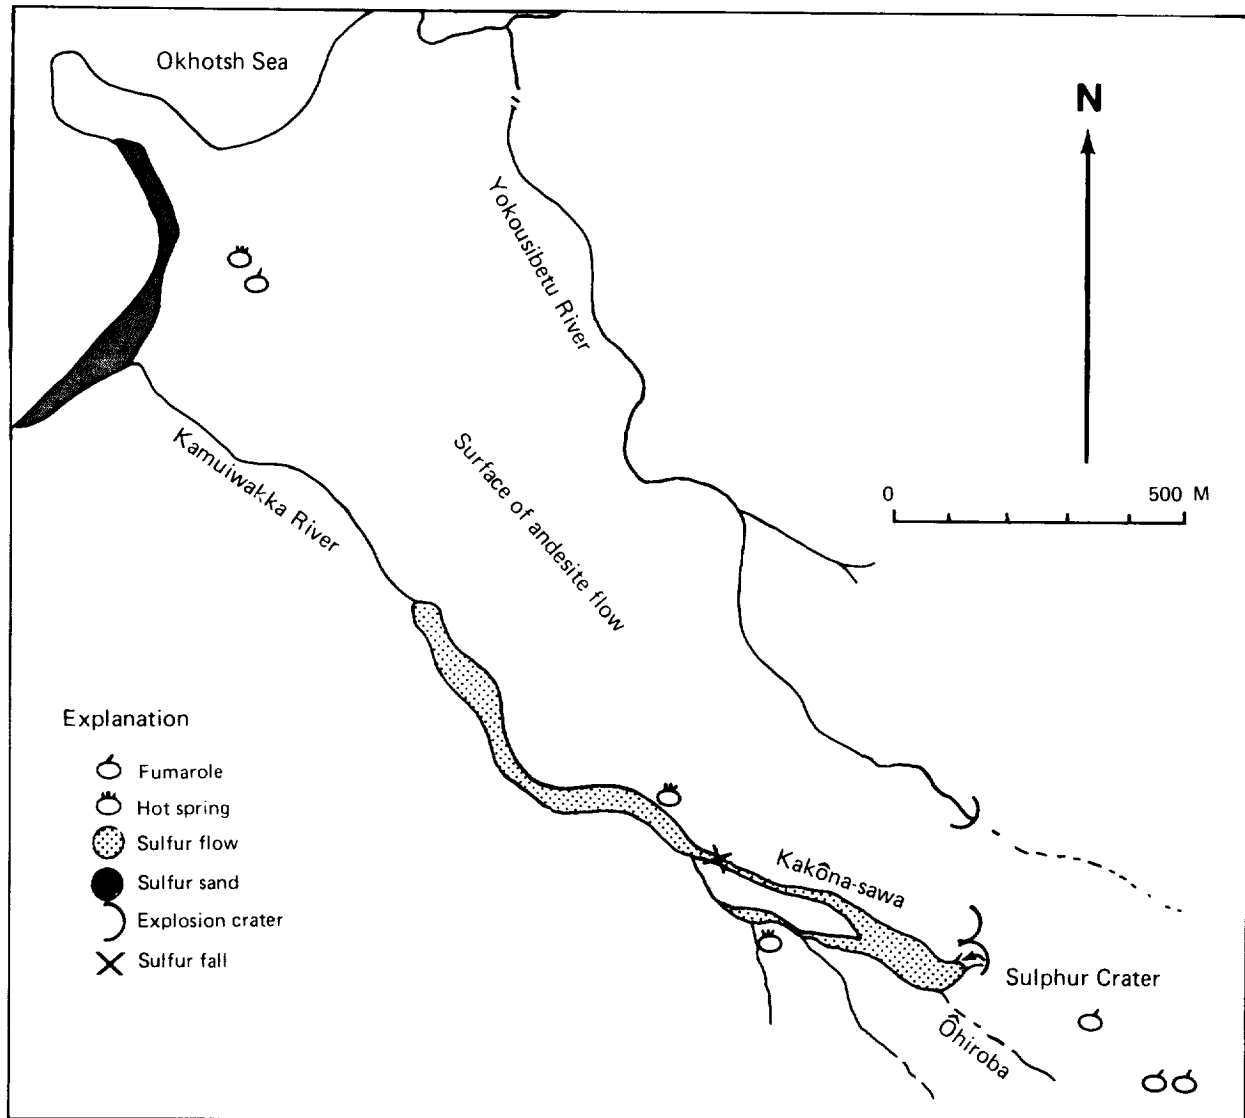 Okhotsh Sea
N
Yokousibetu River
0 500 M
Kamuiwakka River
Surface of andesite flow
Explanation
Fumarole
Hot spring
Sulfur flow
Sulfur sand
Explosion crater
Sulfur fall
Kakôna-sawa
Sulphur Crater
Ôhiroba